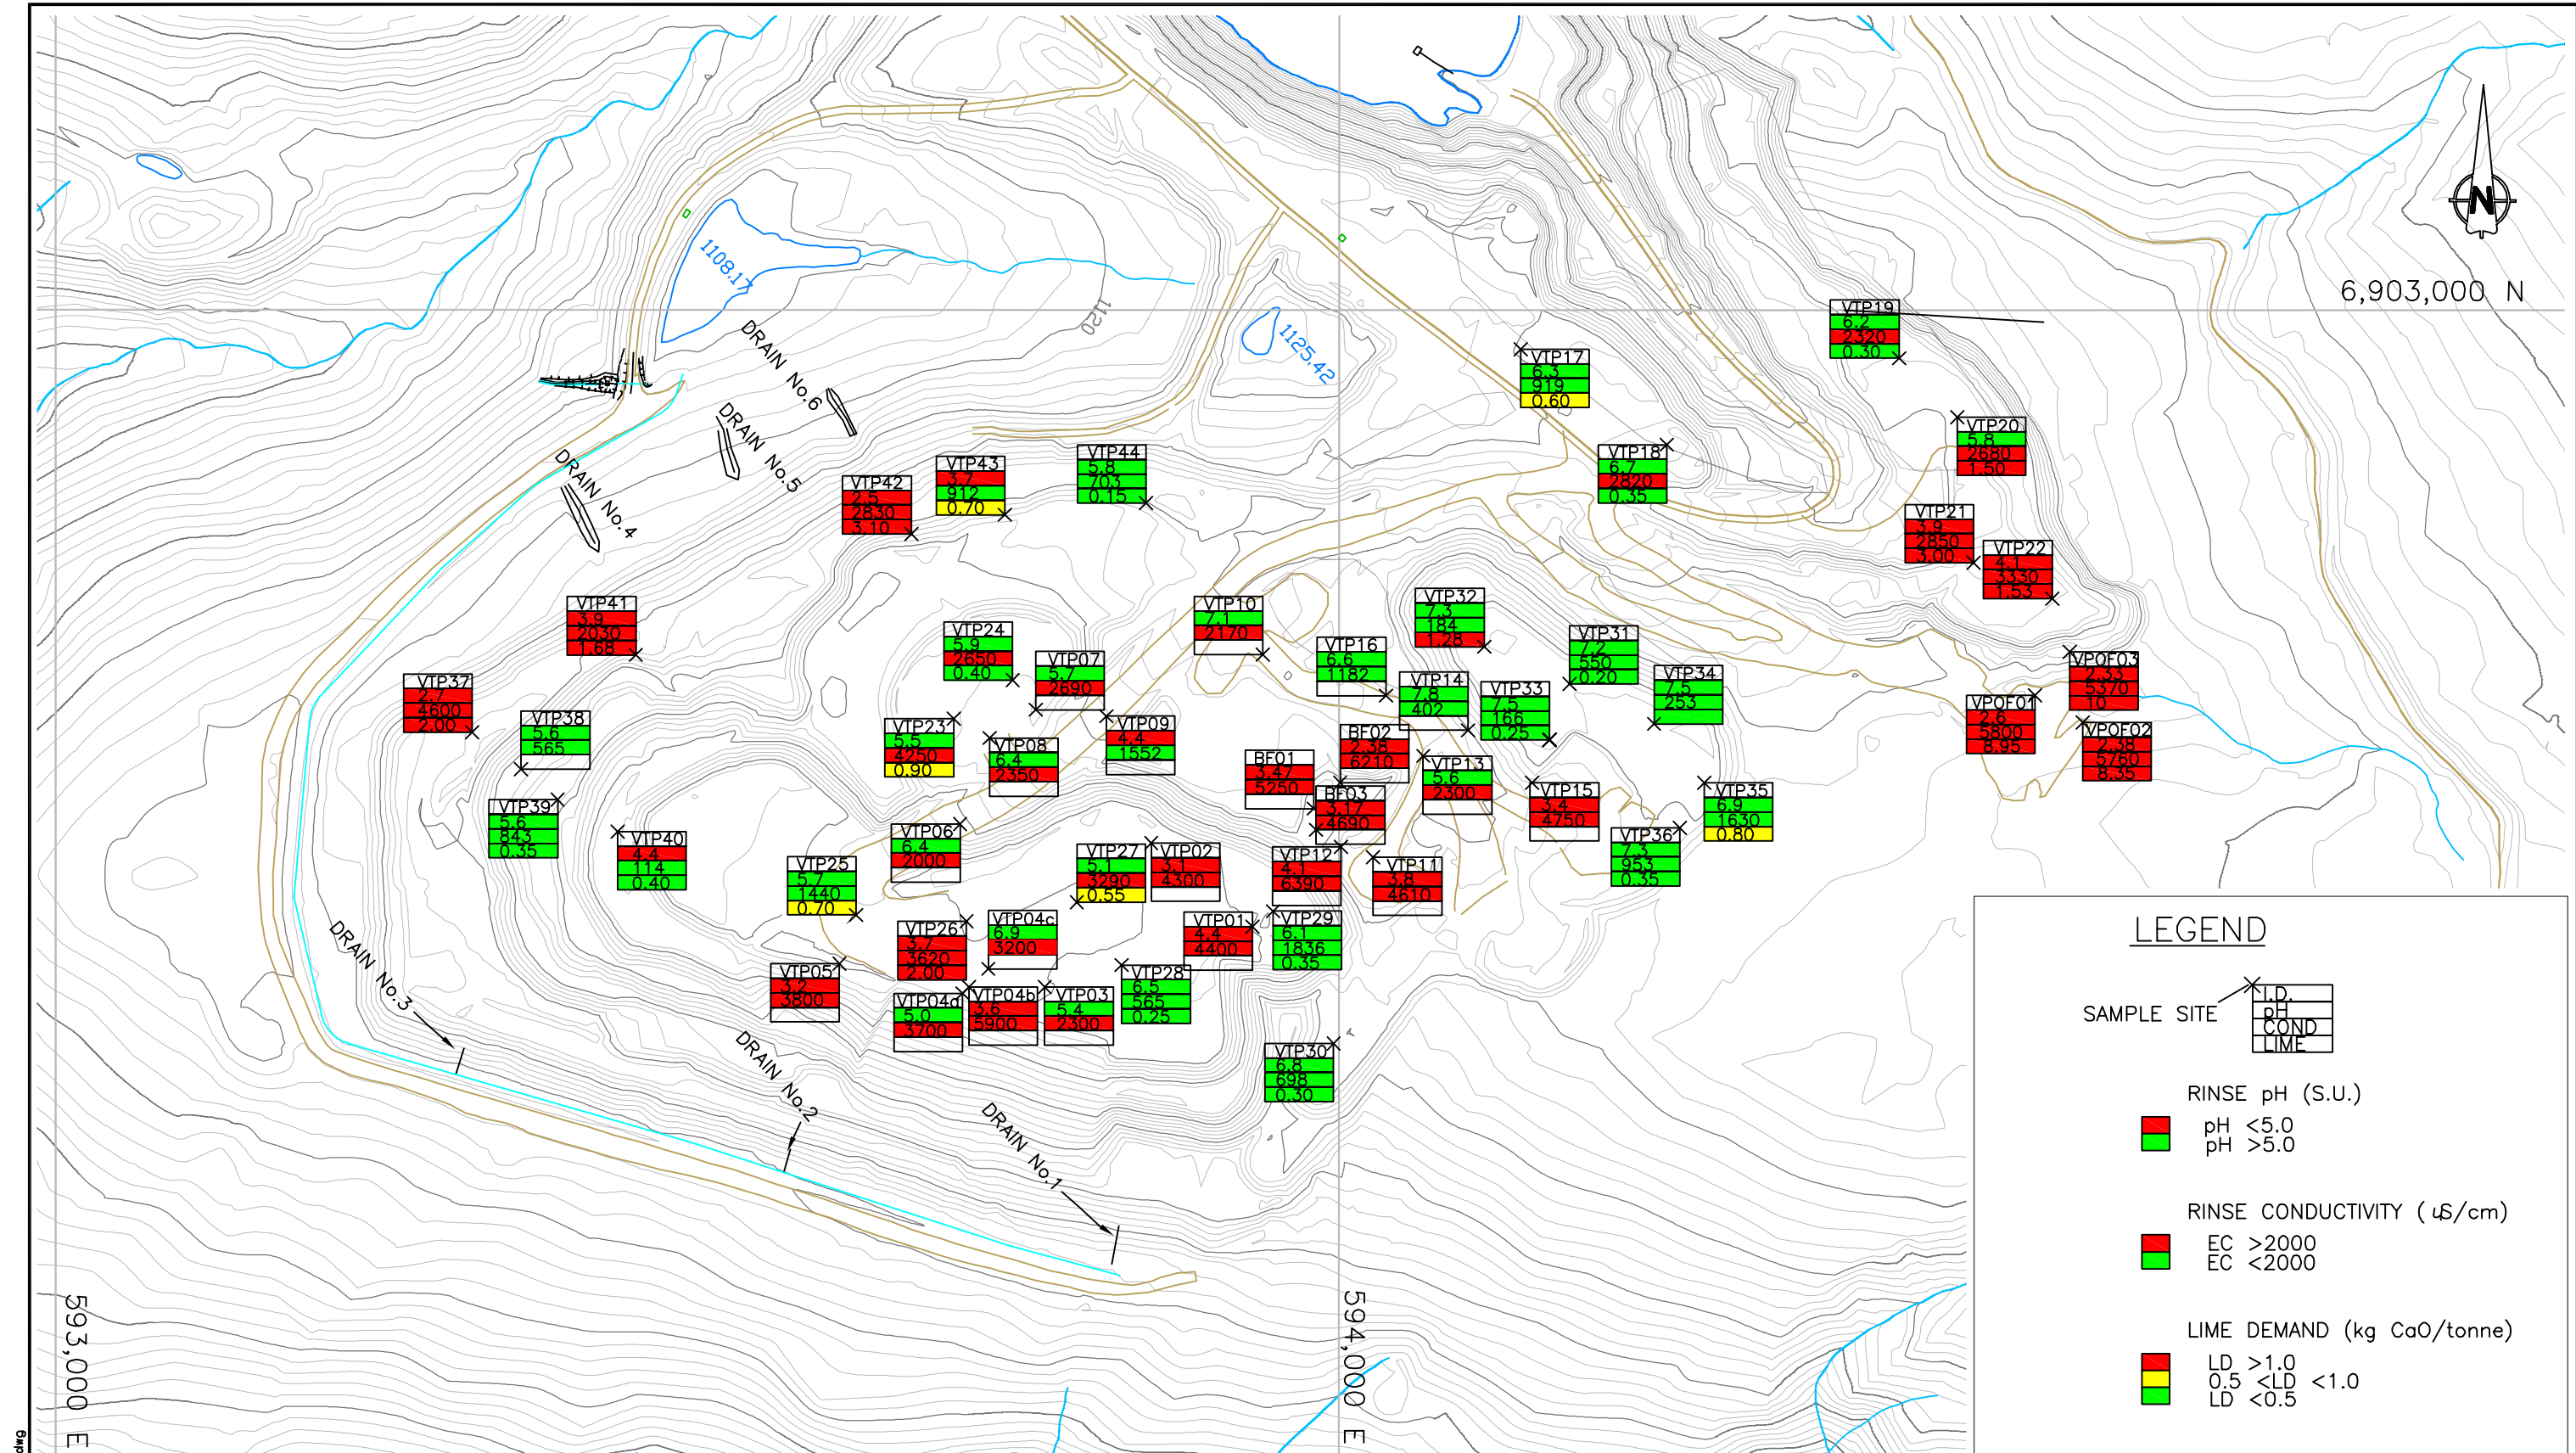 6,903,000 N
1108.17
1120
1125.42
DRAIN No.6
DRAIN No.5
DRAIN No.4
VTP19
6.2
2320
0.30
VTP17
6.3
919
0.60
VTP20
5.8
2680
1.50
VTP18
6.7
2820
0.35
VTP44
5.8
703
0.15
VTP43
3.7
912
0.70
VTP42
2.5
2830
3.10
VTP21
3.9
2850
3.00
VTP22
4.1
3330
1.53
VTP41
3.9
2030
1.68
VTP24
5.9
2650
0.40
VTP07
5.7
2690
VTP10
7.1
2170
VTP16
6.6
1182
VTP32
7.3
184
1.28
VTP31
7.2
550
0.20
VTP34
7.5
253
VTP14
7.8
402
VTP33
7.5
166
0.25
VPOF03
2.33
5370
10
VPOF01
2.6
5800
8.95
VPOF02
2.38
5760
8.35
VTP37
2.7
4600
2.00
VTP38
5.6
565
VTP23
5.5
4250
0.90
VTP08
6.4
2350
VTP09
4.4
1552
BF02
2.38
6210
BF01
3.47
5250
BF03
3.17
4690
VTP13
5.6
2300
VTP15
3.4
4750
VTP35
6.9
1630
0.80
VTP36
7.3
953
0.35
VTP39
5.6
843
0.35
VTP40
4.4
114
0.40
VTP25
5.7
1440
0.70
VTP06
6.4
2000
VTP27
5.1
3290
0.55
VTP02
3.1
4300
VTP12
4.1
6390
VTP11
3.8
4610
VTP26
3.7
3620
2.00
VTP04c
6.9
3200
VTP01
4.4
4400
VTP29
6.1
1836
0.35
VTP05
3.2
3800
VTP04a
5.0
3700
VTP04b
3.6
5900
VTP03
5.4
2300
VTP28
6.5
565
0.25
VTP30
6.8
698
0.30
DRAIN No.3
DRAIN No.2
DRAIN No.1
593,000 E
594,000 E
N
LEGEND
SAMPLE SITE
I.D.
pH
COND
LIME
RINSE pH (S.U.)
pH <5.0
pH >5.0
RINSE CONDUCTIVITY (uS/cm)
EC >2000
EC <2000
LIME DEMAND (kg CaO/tonne)
LD >1.0
0.5 <LD <1.0
LD <0.5